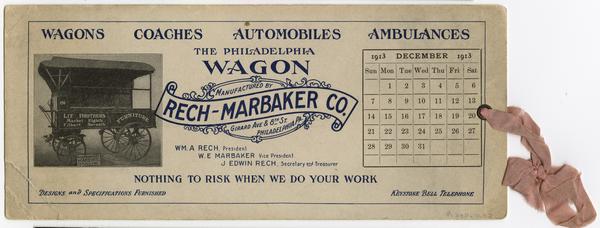 WAGONS COACHES AUTOMOBILES AMBULANCES
THE PHILADELPHIA
WAGON
MANUFACTURED BY
RECH-MARBAKER CO.
GIRARD AVE & 8TH ST.
PHILADELPHIA, PA.
WM. A RECH, President
W. E MARBAKER Vice President
J EDWIN RECH, Secretary and Treasurer
NOTHING TO RISK WHEN WE DO YOUR WORK
DESIGNS and SPECIFICATIONS FURNISHED
KEYSTONE BELL TELEPHONE
LIT BROTHERS
Market Eighth
Filbert Seventh
FURNITURE
1913 DECEMBER 1913
Sun Mon Tue Wed Thu Fri Sat
1 2 3 4 5 6
7 8 9 10 11 12 13
14 15 16 17 18 19 20
21 22 23 24 25 26 27
28 29 30 31